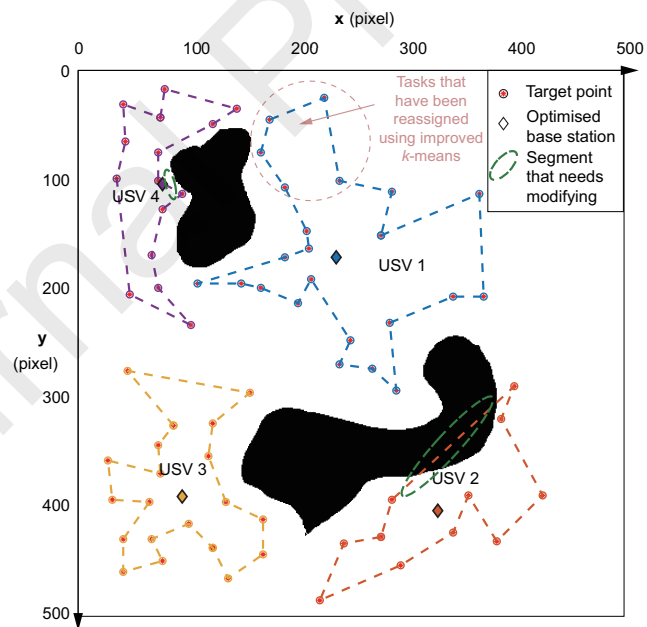 x (pixel)
0 100 200 300 400 500
0
100
200
300
400
500
y
(pixel)
Tasks that
have been
reassigned
using improved
k-means
Target point
Optimised
base station
Segment
that needs
modifying
USV 4
USV 1
USV 3
USV 2
rnal P